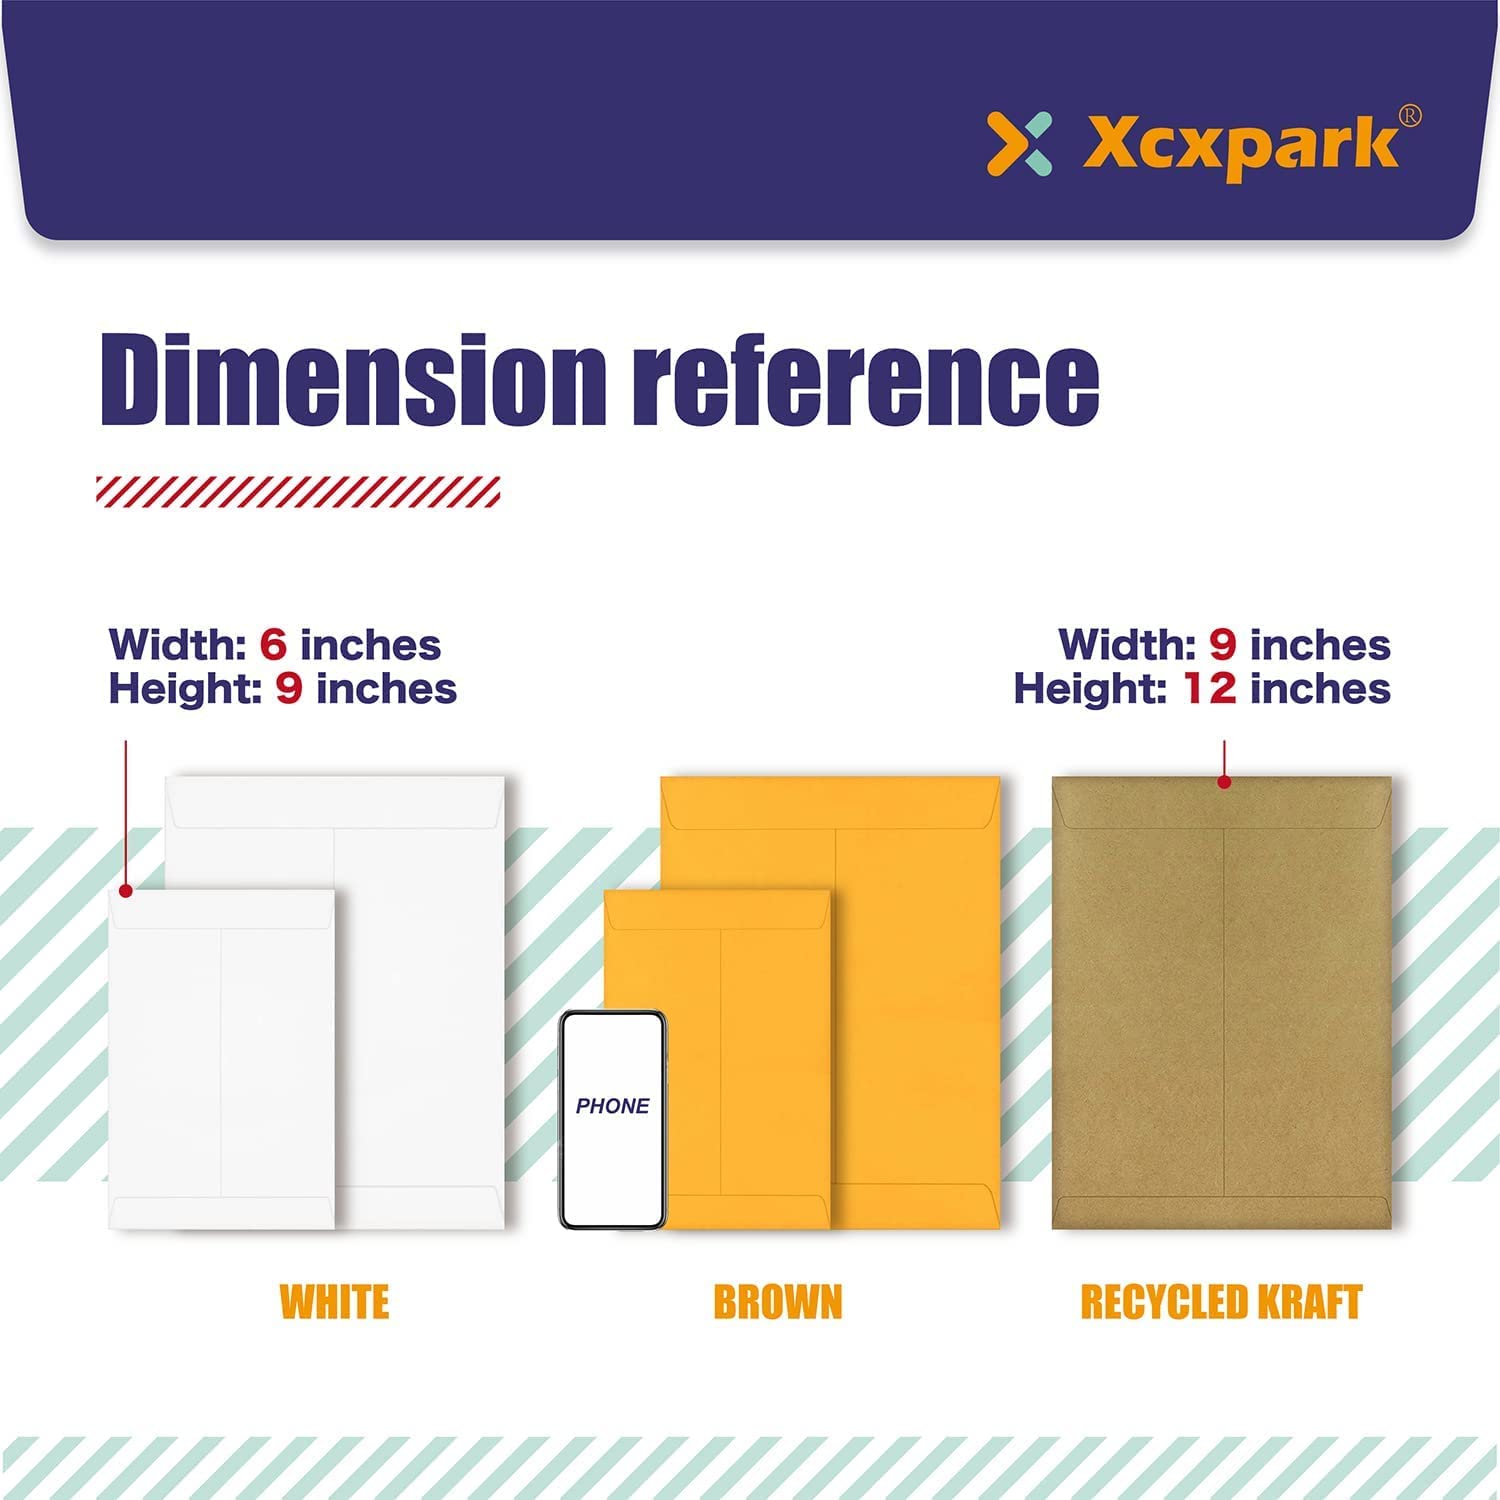 Xcxpark®
Dimension reference
Width: 6 inches
Height: 9 inches
Width: 9 inches
Height: 12 inches
PHONE
WHITE
BROWN
RECYCLED KRAFT